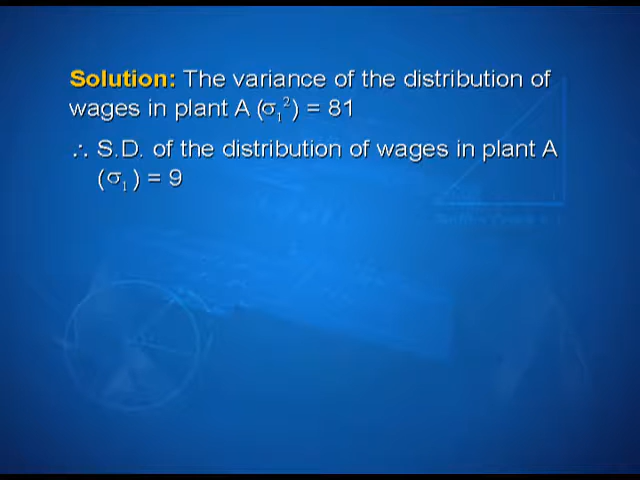 Solution: The variance of the distribution of
wages in plant A (σ₁²) = 81
∴ S.D. of the distribution of wages in plant A
(σ₁) = 9